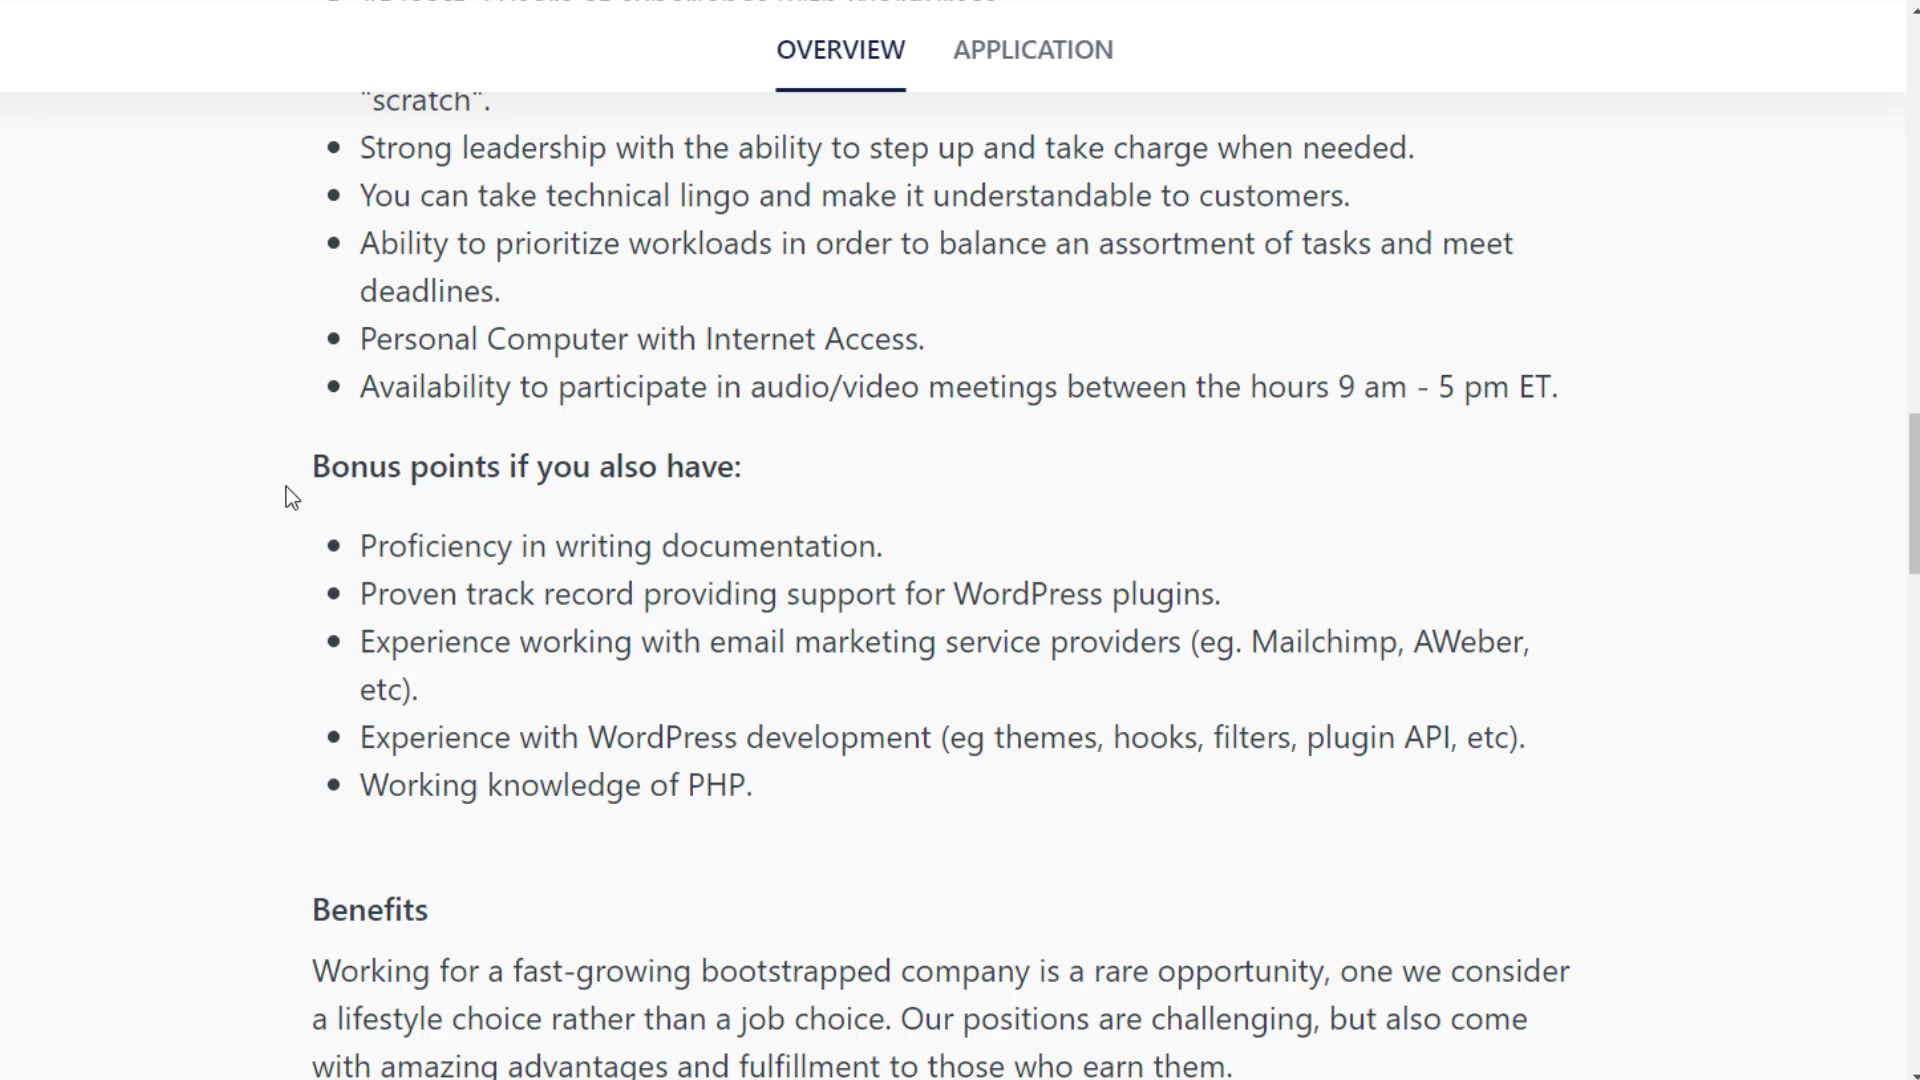 OVERVIEW
APPLICATION
"scratch".
Strong leadership with the ability to step up and take charge when needed.
You can take technical lingo and make it understandable to customers.
Ability to prioritize workloads in order to balance an assortment of tasks and meet
deadlines.
Personal Computer with Internet Access.
Availability to participate in audio/video meetings between the hours 9 am - 5 pm ET.
Bonus points if you also have:
Proficiency in writing documentation.
Proven track record providing support for WordPress plugins.
Experience working with email marketing service providers (eg. Mailchimp, AWeber,
etc).
Experience with WordPress development (eg themes, hooks, filters, plugin API, etc).
Working knowledge of PHP.
Benefits
Working for a fast-growing bootstrapped company is a rare opportunity, one we consider
a lifestyle choice rather than a job choice. Our positions are challenging, but also come
with amazing advantages and fulfillment to those who earn them.